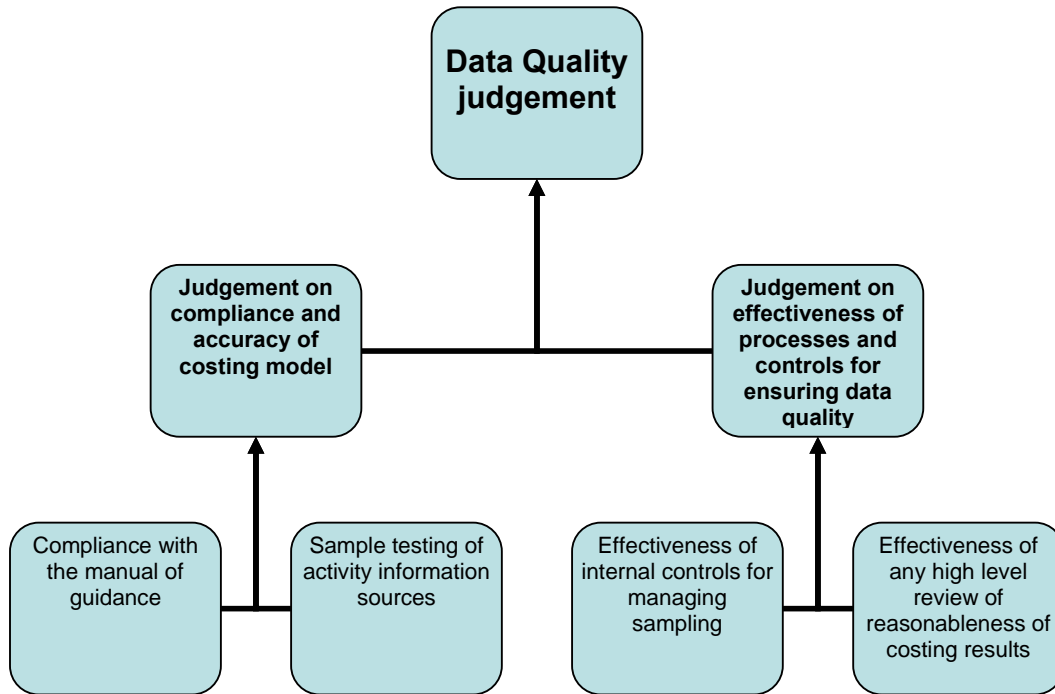 Data Quality
judgement
Judgement on
compliance and
accuracy of
costing model
Judgement on
effectiveness of
processes and
controls for
ensuring data
quality
Compliance with
the manual of
guidance
Sample testing of
activity information
sources
Effectiveness of
internal controls for
managing
sampling
Effectiveness of
any high level
review of
reasonableness of
costing results